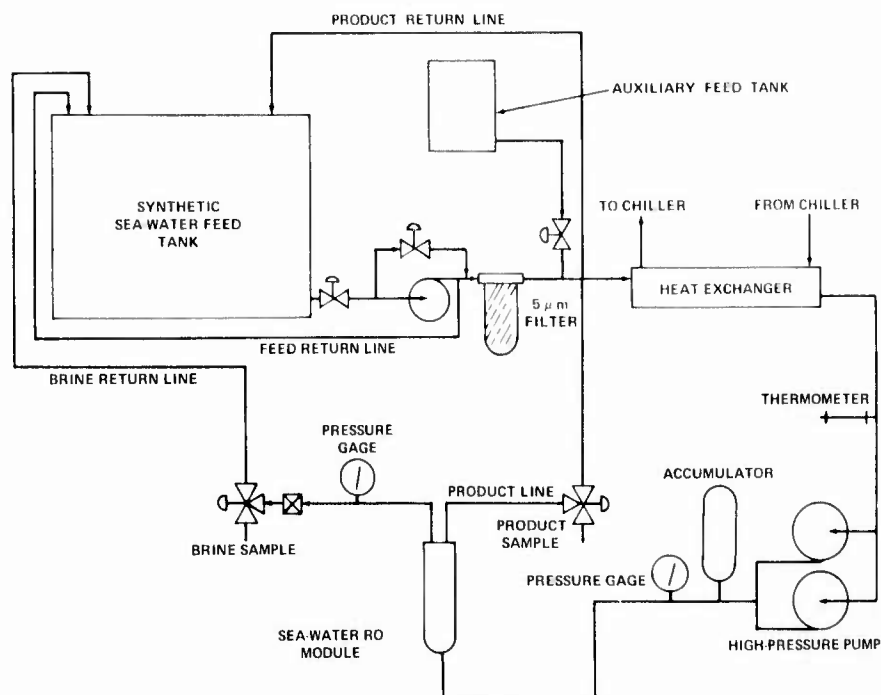 PRODUCT RETURN LINE
AUXILIARY FEED TANK
SYNTHETIC
SEA-WATER FEED
TANK
TO CHILLER
FROM CHILLER
HEAT EXCHANGER
5 μm
FILTER
FEED RETURN LINE
BRINE RETURN LINE
THERMOMETER
PRESSURE
GAGE
ACCUMULATOR
PRODUCT LINE
PRODUCT
SAMPLE
BRINE SAMPLE
PRESSURE GAGE
SEA-WATER RO
MODULE
HIGH-PRESSURE PUMP